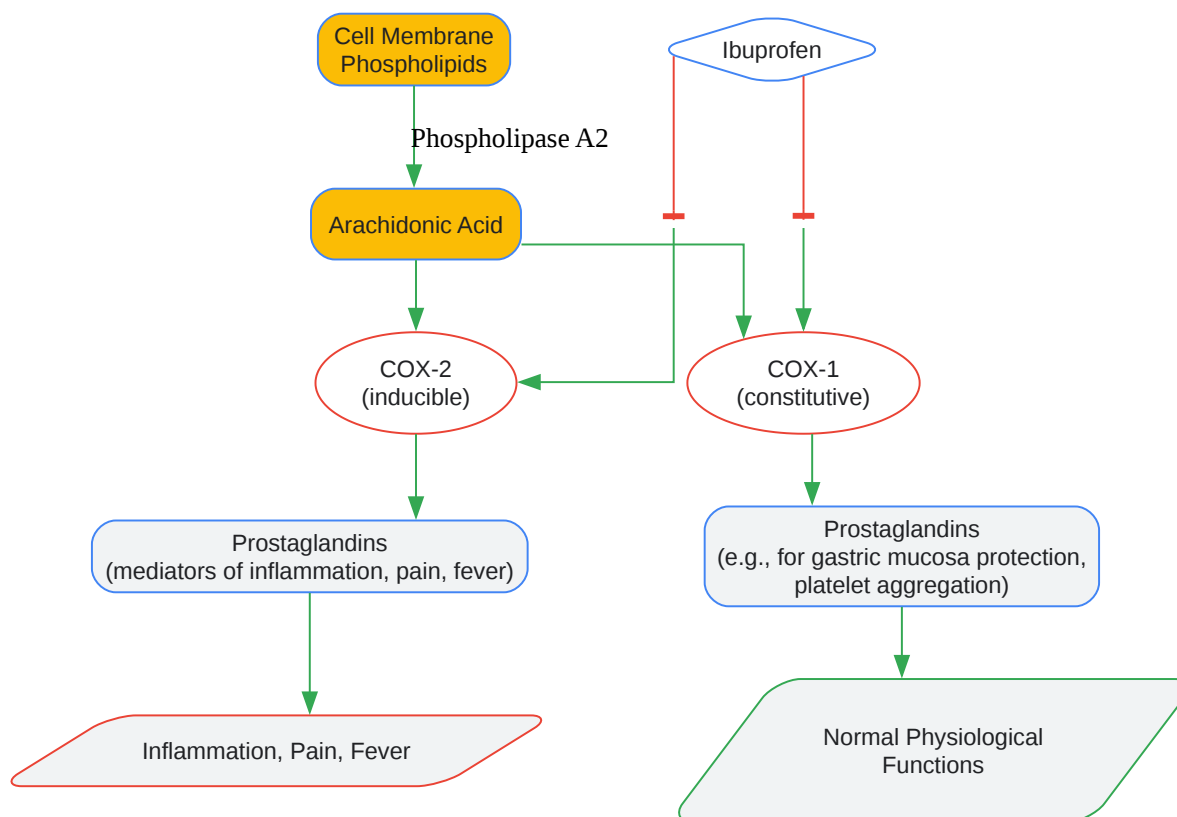 Cell Membrane
Phospholipids
Ibuprofen
Phospholipase A2
Arachidonic Acid
COX-2
(inducible)
COX-1
(constitutive)
Prostaglandins
(mediators of inflammation, pain, fever)
Prostaglandins
(e.g., for gastric mucosa protection,
platelet aggregation)
Inflammation, Pain, Fever
Normal Physiological
Functions